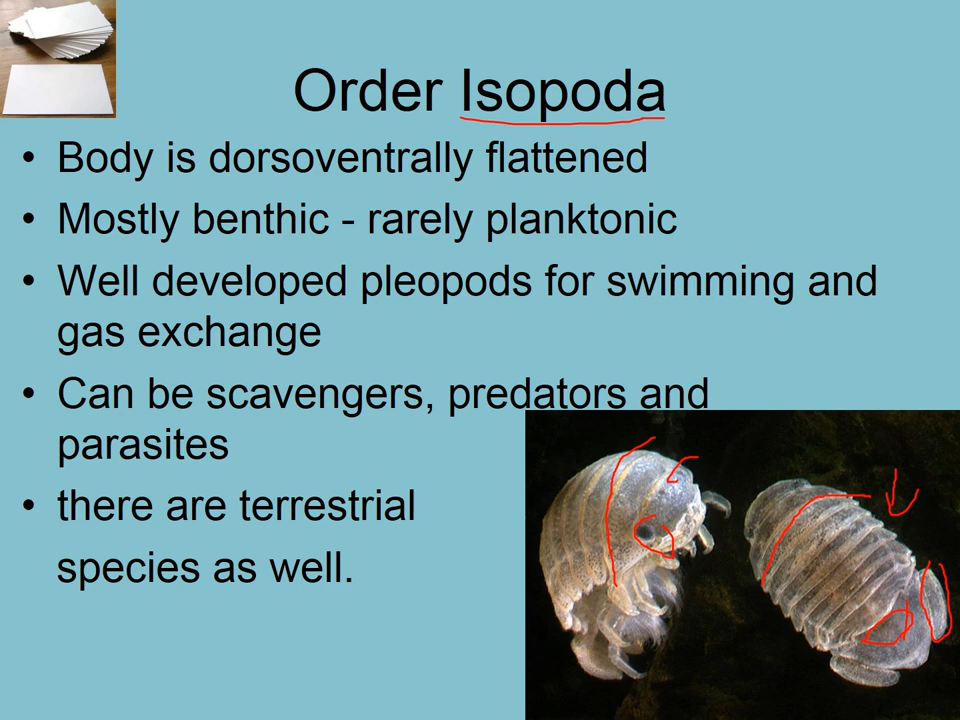 Order Isopoda
• Body is dorsoventrally flattened
• Mostly benthic - rarely planktonic
• Well developed pleopods for swimming and
gas exchange
• Can be scavengers, predators and
parasites
• there are terrestrial
species as well.